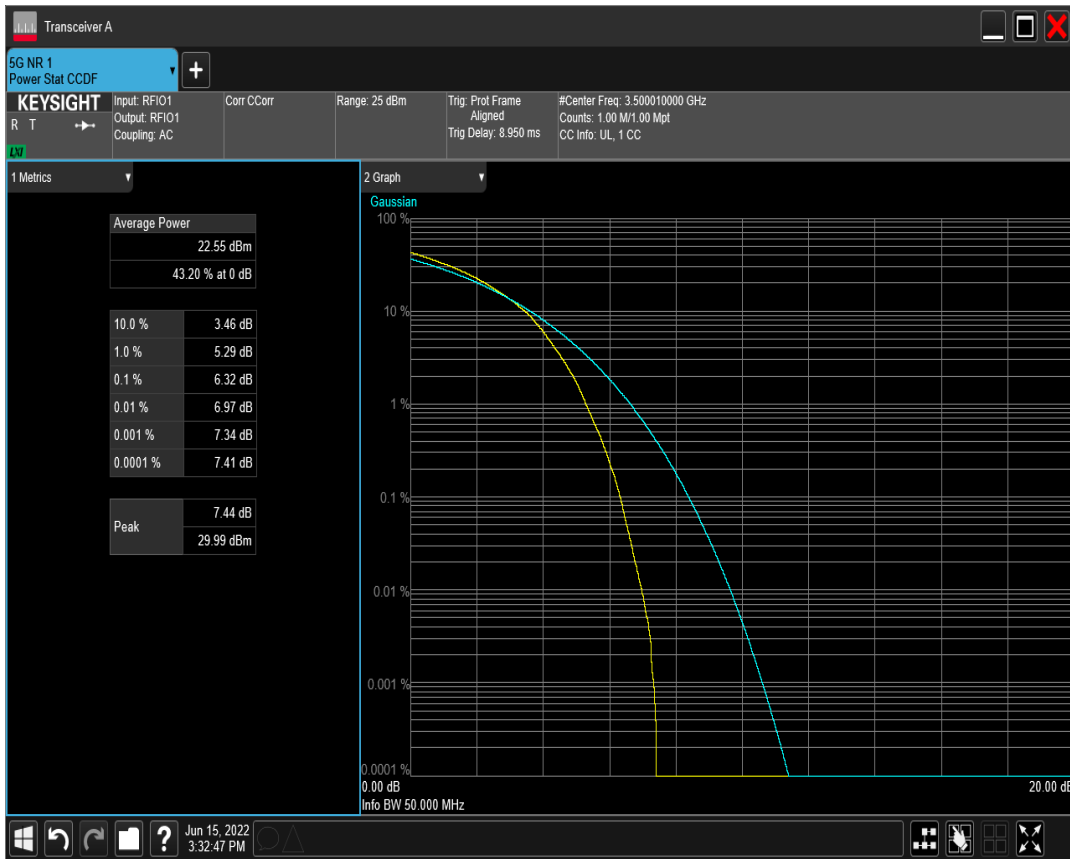 Transceiver A
5G NR 1
Power Stat CCDF
+
KEYSIGHT
R T
LXI
Input: RFIO1
Output: RFIO1
Coupling: AC
Corr CCorr
Range: 25 dBm
Trig: Prot Frame
Aligned
Trig Delay: 8.950 ms
#Center Freq: 3.500010000 GHz
Counts: 1.00 M/1.00 Mpt
CC Info: UL, 1 CC
1 Metrics
Average Power
22.55 dBm
43.20 % at 0 dB
10.0 % 3.46 dB
1.0 % 5.29 dB
0.1 % 6.32 dB
0.01 % 6.97 dB
0.001 % 7.34 dB
0.0001 % 7.41 dB
Peak 7.44 dB
29.99 dBm
2 Graph
Gaussian
100 %
10 %
1 %
0.1 %
0.01 %
0.001 %
0.0001 %
0.00 dB 20.00 dB
Info BW 50.000 MHz
?
Jun 15, 2022
3:32:47 PM